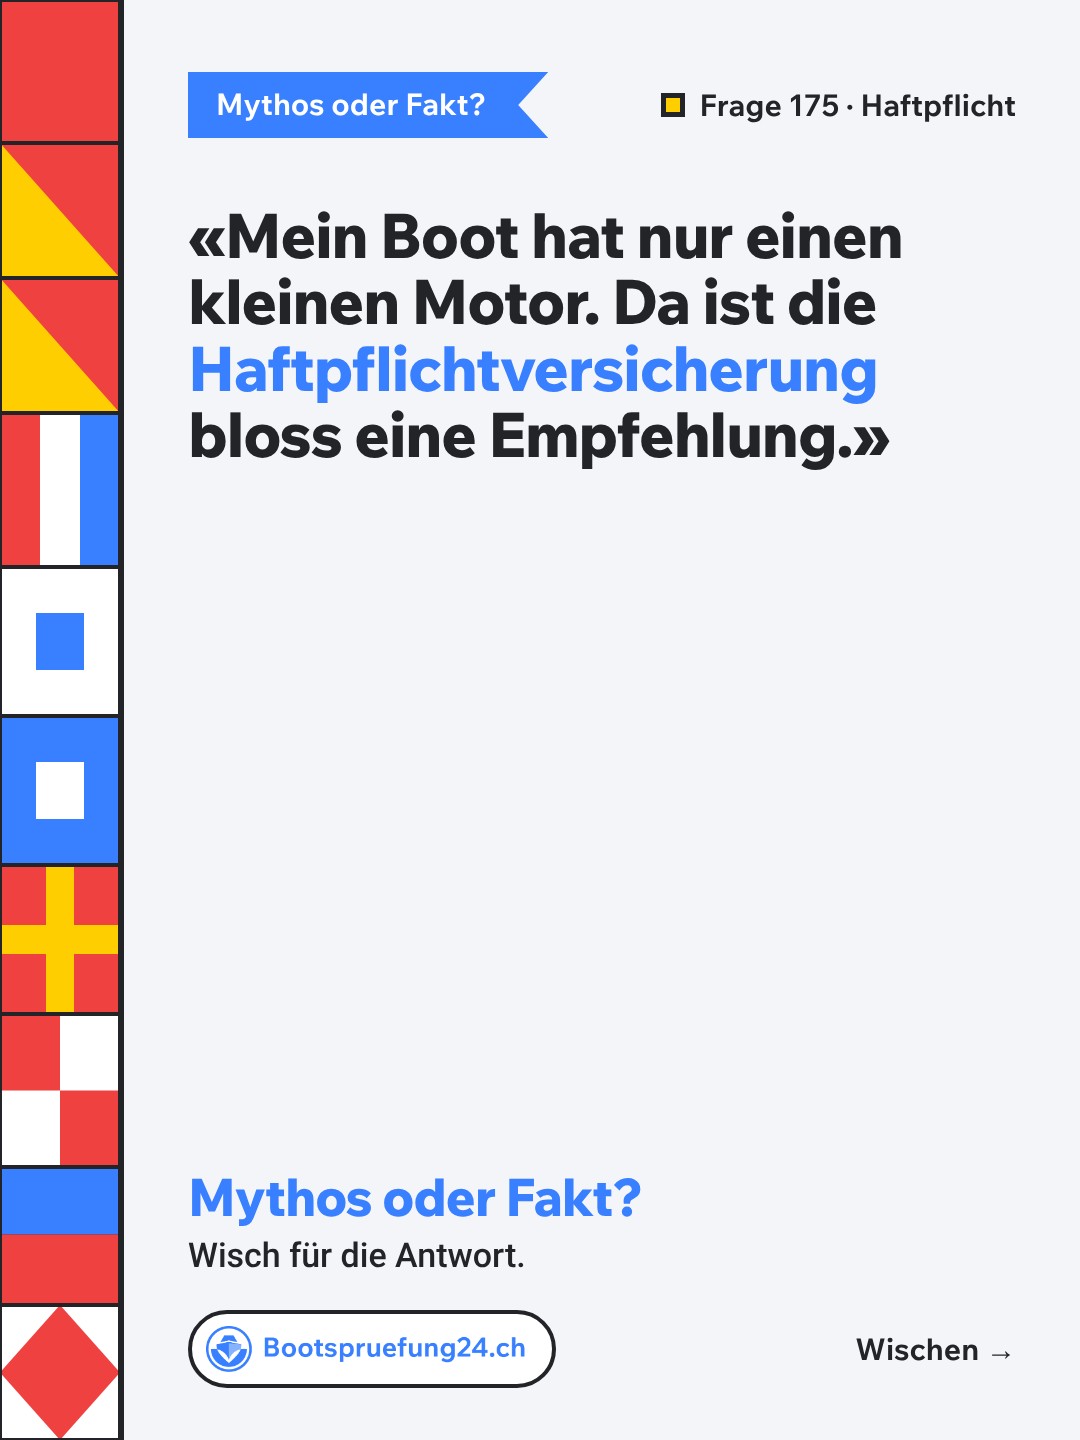 Mythos oder Fakt?
Frage 175 · Haftpflicht
«Mein Boot hat nur einen
kleinen Motor. Da ist die
Haftpflichtversicherung
bloss eine Empfehlung.»
Mythos oder Fakt?
Wisch für die Antwort.
Bootspruefung24.ch
Wischen →